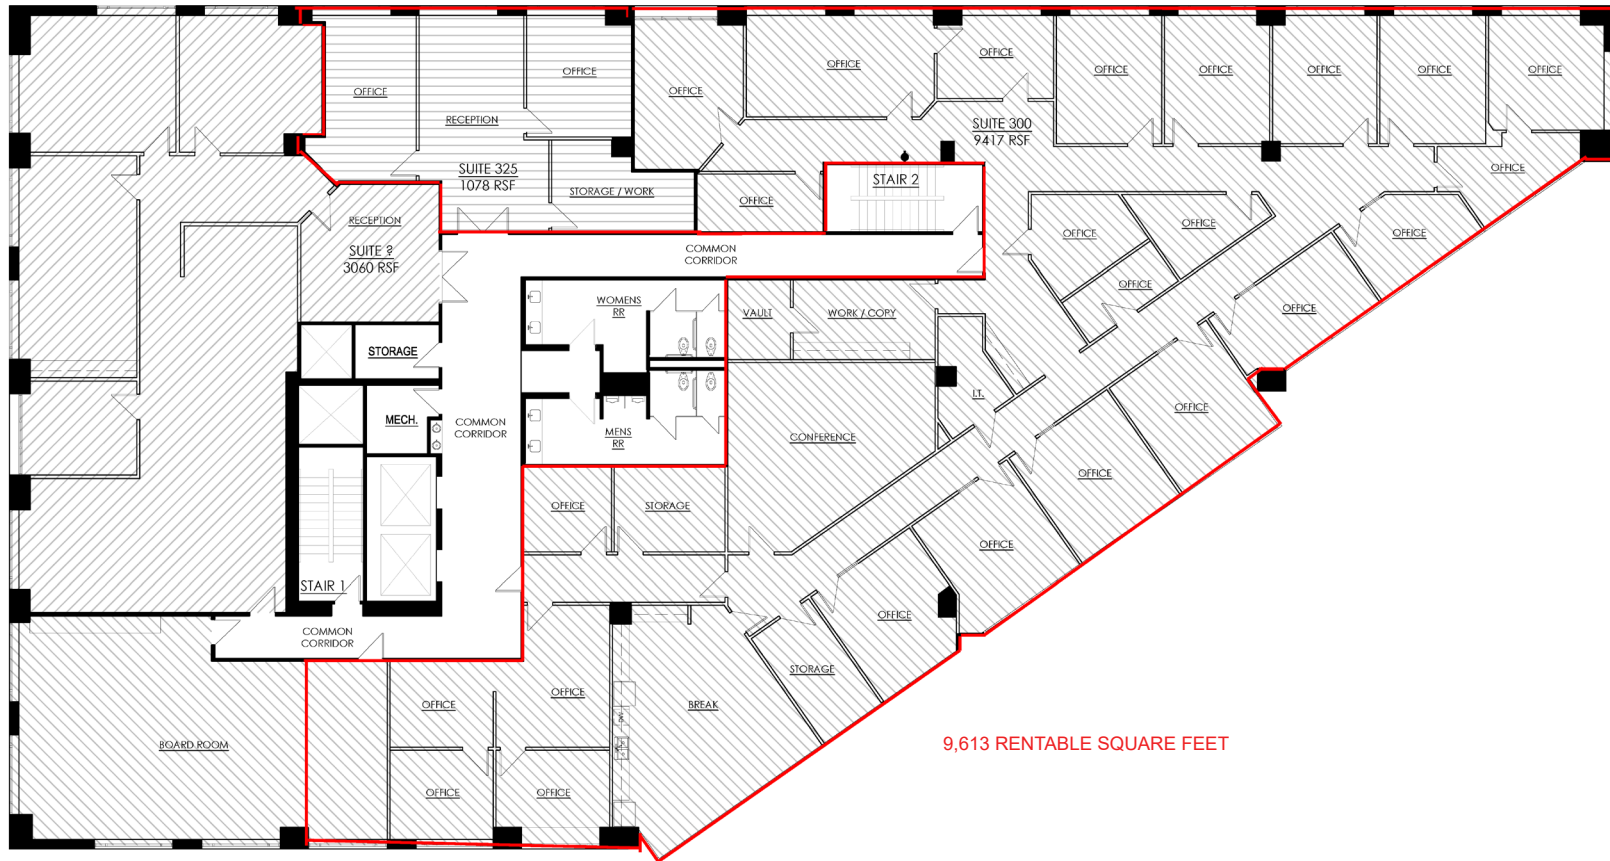 OFFICE
OFFICE
RECEPTION
SUITE 325
1078 RSF
STORAGE / WORK
OFFICE
OFFICE
OFFICE
OFFICE
SUITE 300
9417 RSF
OFFICE
OFFICE
OFFICE
OFFICE
OFFICE
OFFICE
STAIR 2
RECEPTION
SUITE ?
3060 RSF
COMMON
CORRIDOR
OFFICE
OFFICE
OFFICE
OFFICE
OFFICE
WOMENS
RR
VAULT
WORK / COPY
STORAGE
MECH.
COMMON
CORRIDOR
MENS
RR
CONFERENCE
I.T.
OFFICE
OFFICE
OFFICE
STORAGE
OFFICE
STAIR 1
COMMON
CORRIDOR
OFFICE
STORAGE
OFFICE
OFFICE
BREAK
BOARD ROOM
OFFICE
OFFICE
9,613 RENTABLE SQUARE FEET